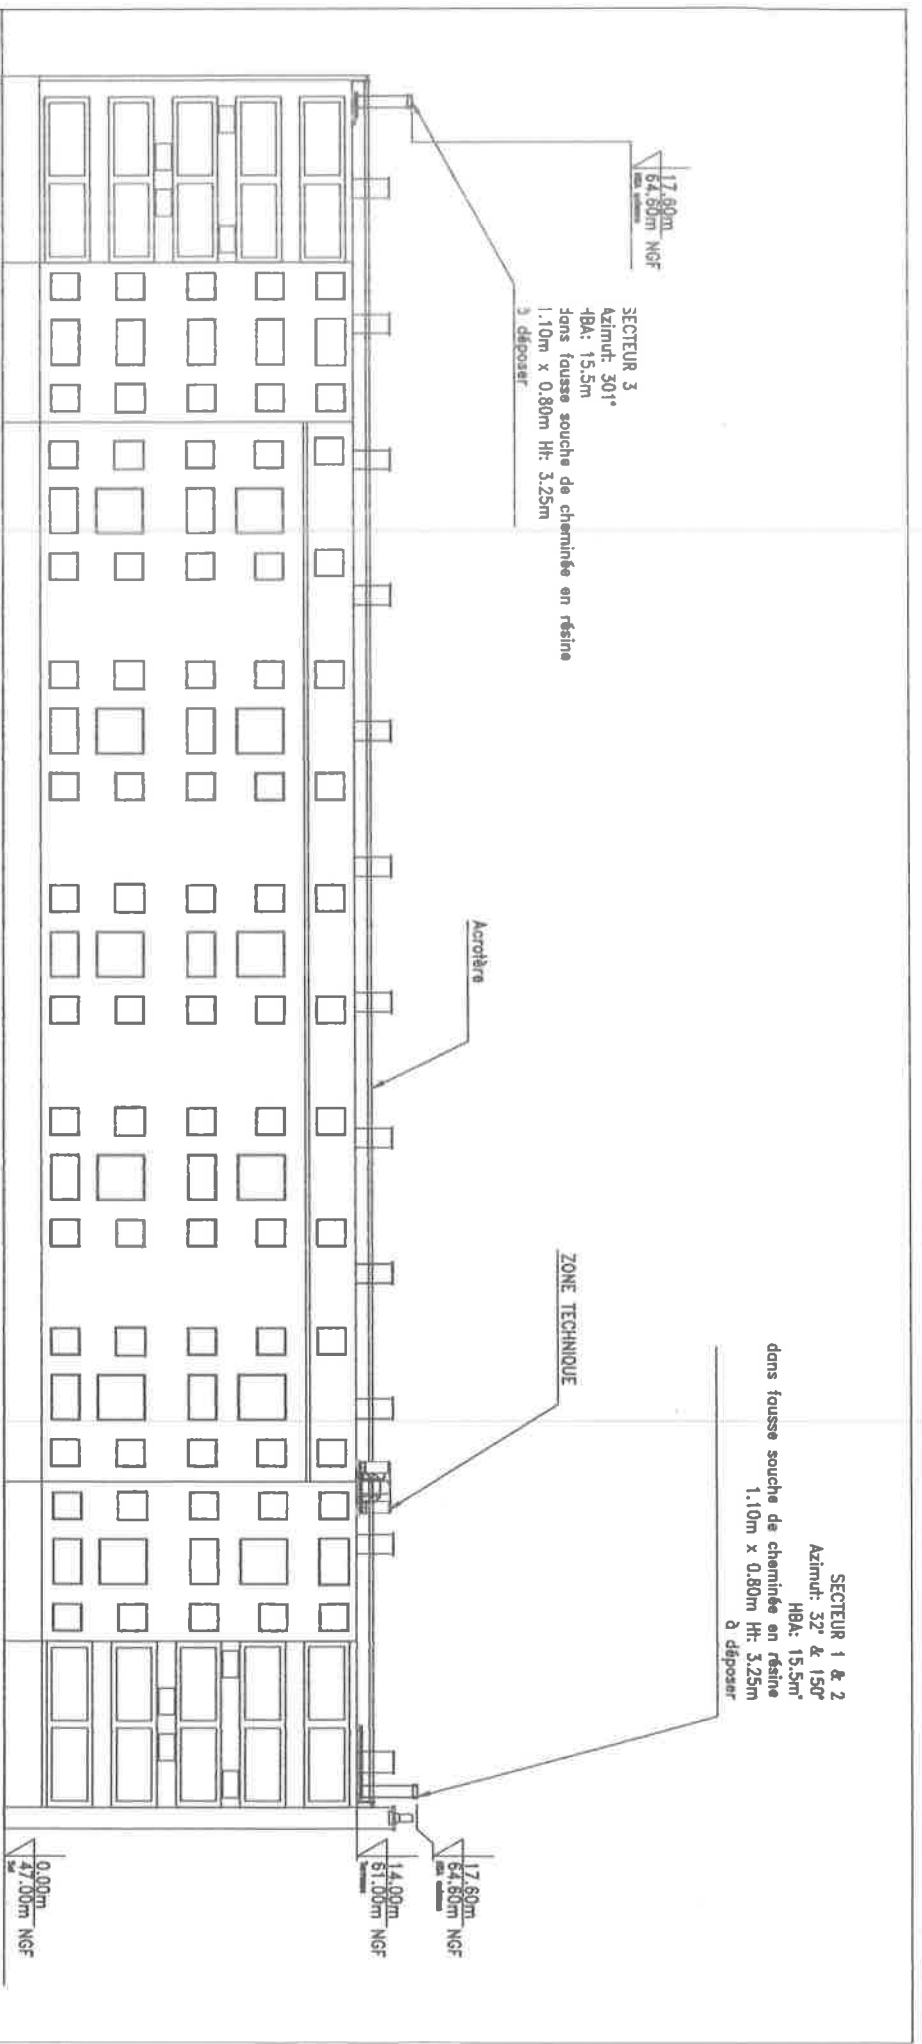 17.60m
64.60m NGF
SECTEUR 3
Azimut: 301°
HBA: 15.5m
dans fausse souche de cheminée en résine
1.10m x 0.80m Ht: 3.25m
à déposer
Acrotère
ZONE TECHNIQUE
SECTEUR 1 & 2
Azimut: 32° & 150°
HBA: 15.5m
dans fausse souche de cheminée en résine
1.10m x 0.80m Ht: 3.25m
à déposer
17.60m
64.60m NGF
14.00m
61.00m NGF
Terrasse
0.00m
47.00m NGF
Sol